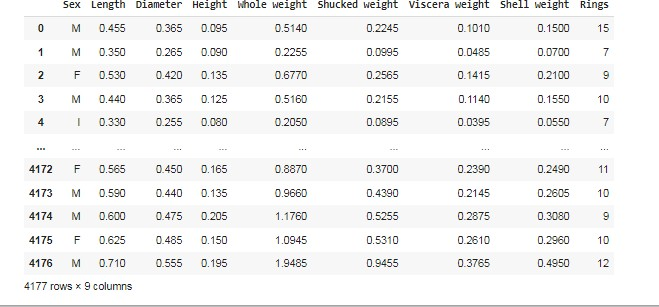 Sex Length Diameter Height Whole weight Shucked weight Viscera weight Shell weight Rings
0 M 0.455 0.365 0.095 0.5140 0.2245 0.1010 0.1500 15
1 M 0.350 0.265 0.090 0.2255 0.0995 0.0485 0.0700 7
2 F 0.530 0.420 0.135 0.6770 0.2565 0.1415 0.2100 9
3 M 0.440 0.365 0.125 0.5160 0.2155 0.1140 0.1550 10
4 I 0.330 0.255 0.080 0.2050 0.0895 0.0395 0.0550 7
... ... ... ... ... ... ... ... ... ...
4172 F 0.565 0.450 0.165 0.8870 0.3700 0.2390 0.2490 11
4173 M 0.590 0.440 0.135 0.9660 0.4390 0.2145 0.2605 10
4174 M 0.600 0.475 0.205 1.1760 0.5255 0.2875 0.3080 9
4175 F 0.625 0.485 0.150 1.0945 0.5310 0.2610 0.2960 10
4176 M 0.710 0.555 0.195 1.9485 0.9455 0.3765 0.4950 12
4177 rows × 9 columns